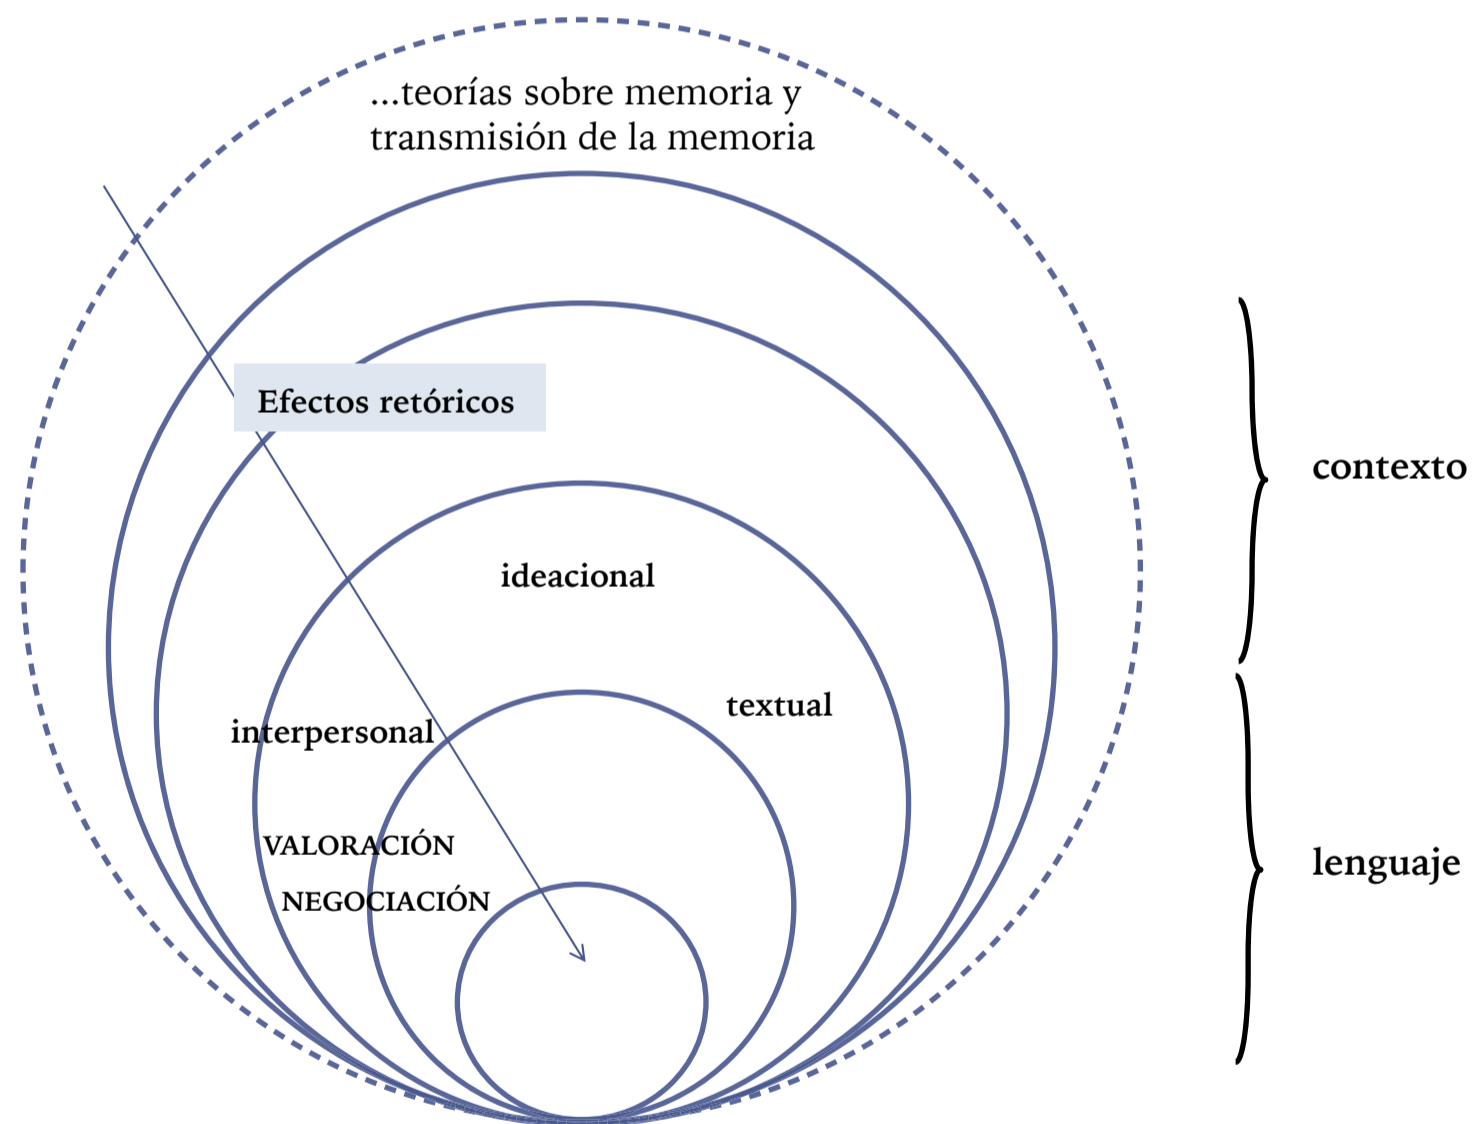 ...teorías sobre memoria y
transmisión de la memoria
Efectos retóricos
contexto
ideacional
textual
interpersonal
VALORACIÓN
lenguaje
NEGOCIACIÓN